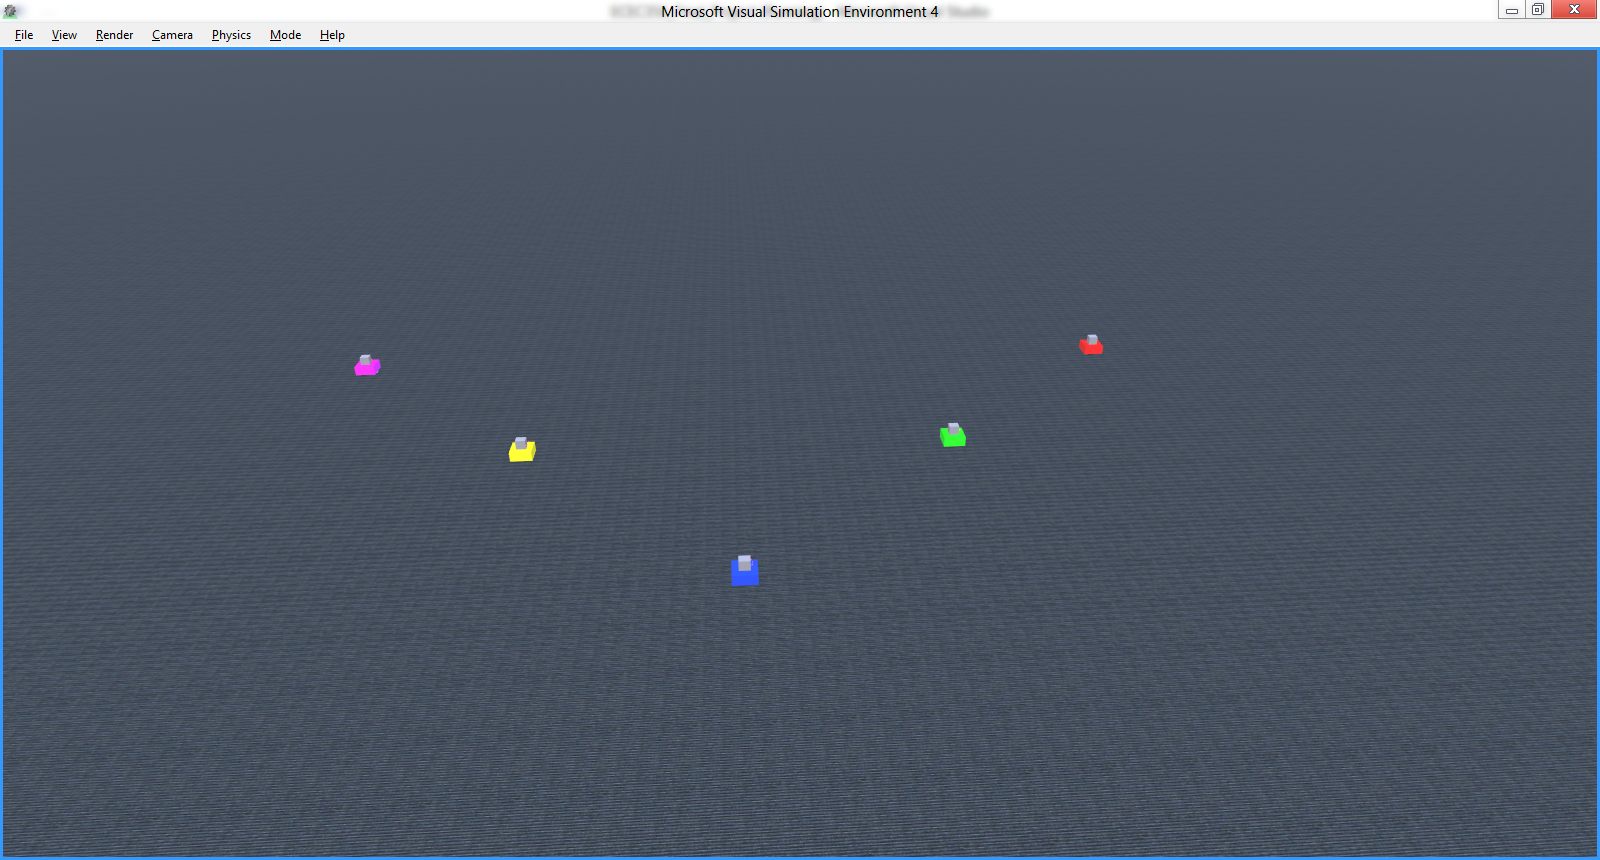 Microsoft Visual Simulation Environment 4
File View Render Camera Physics Mode Help